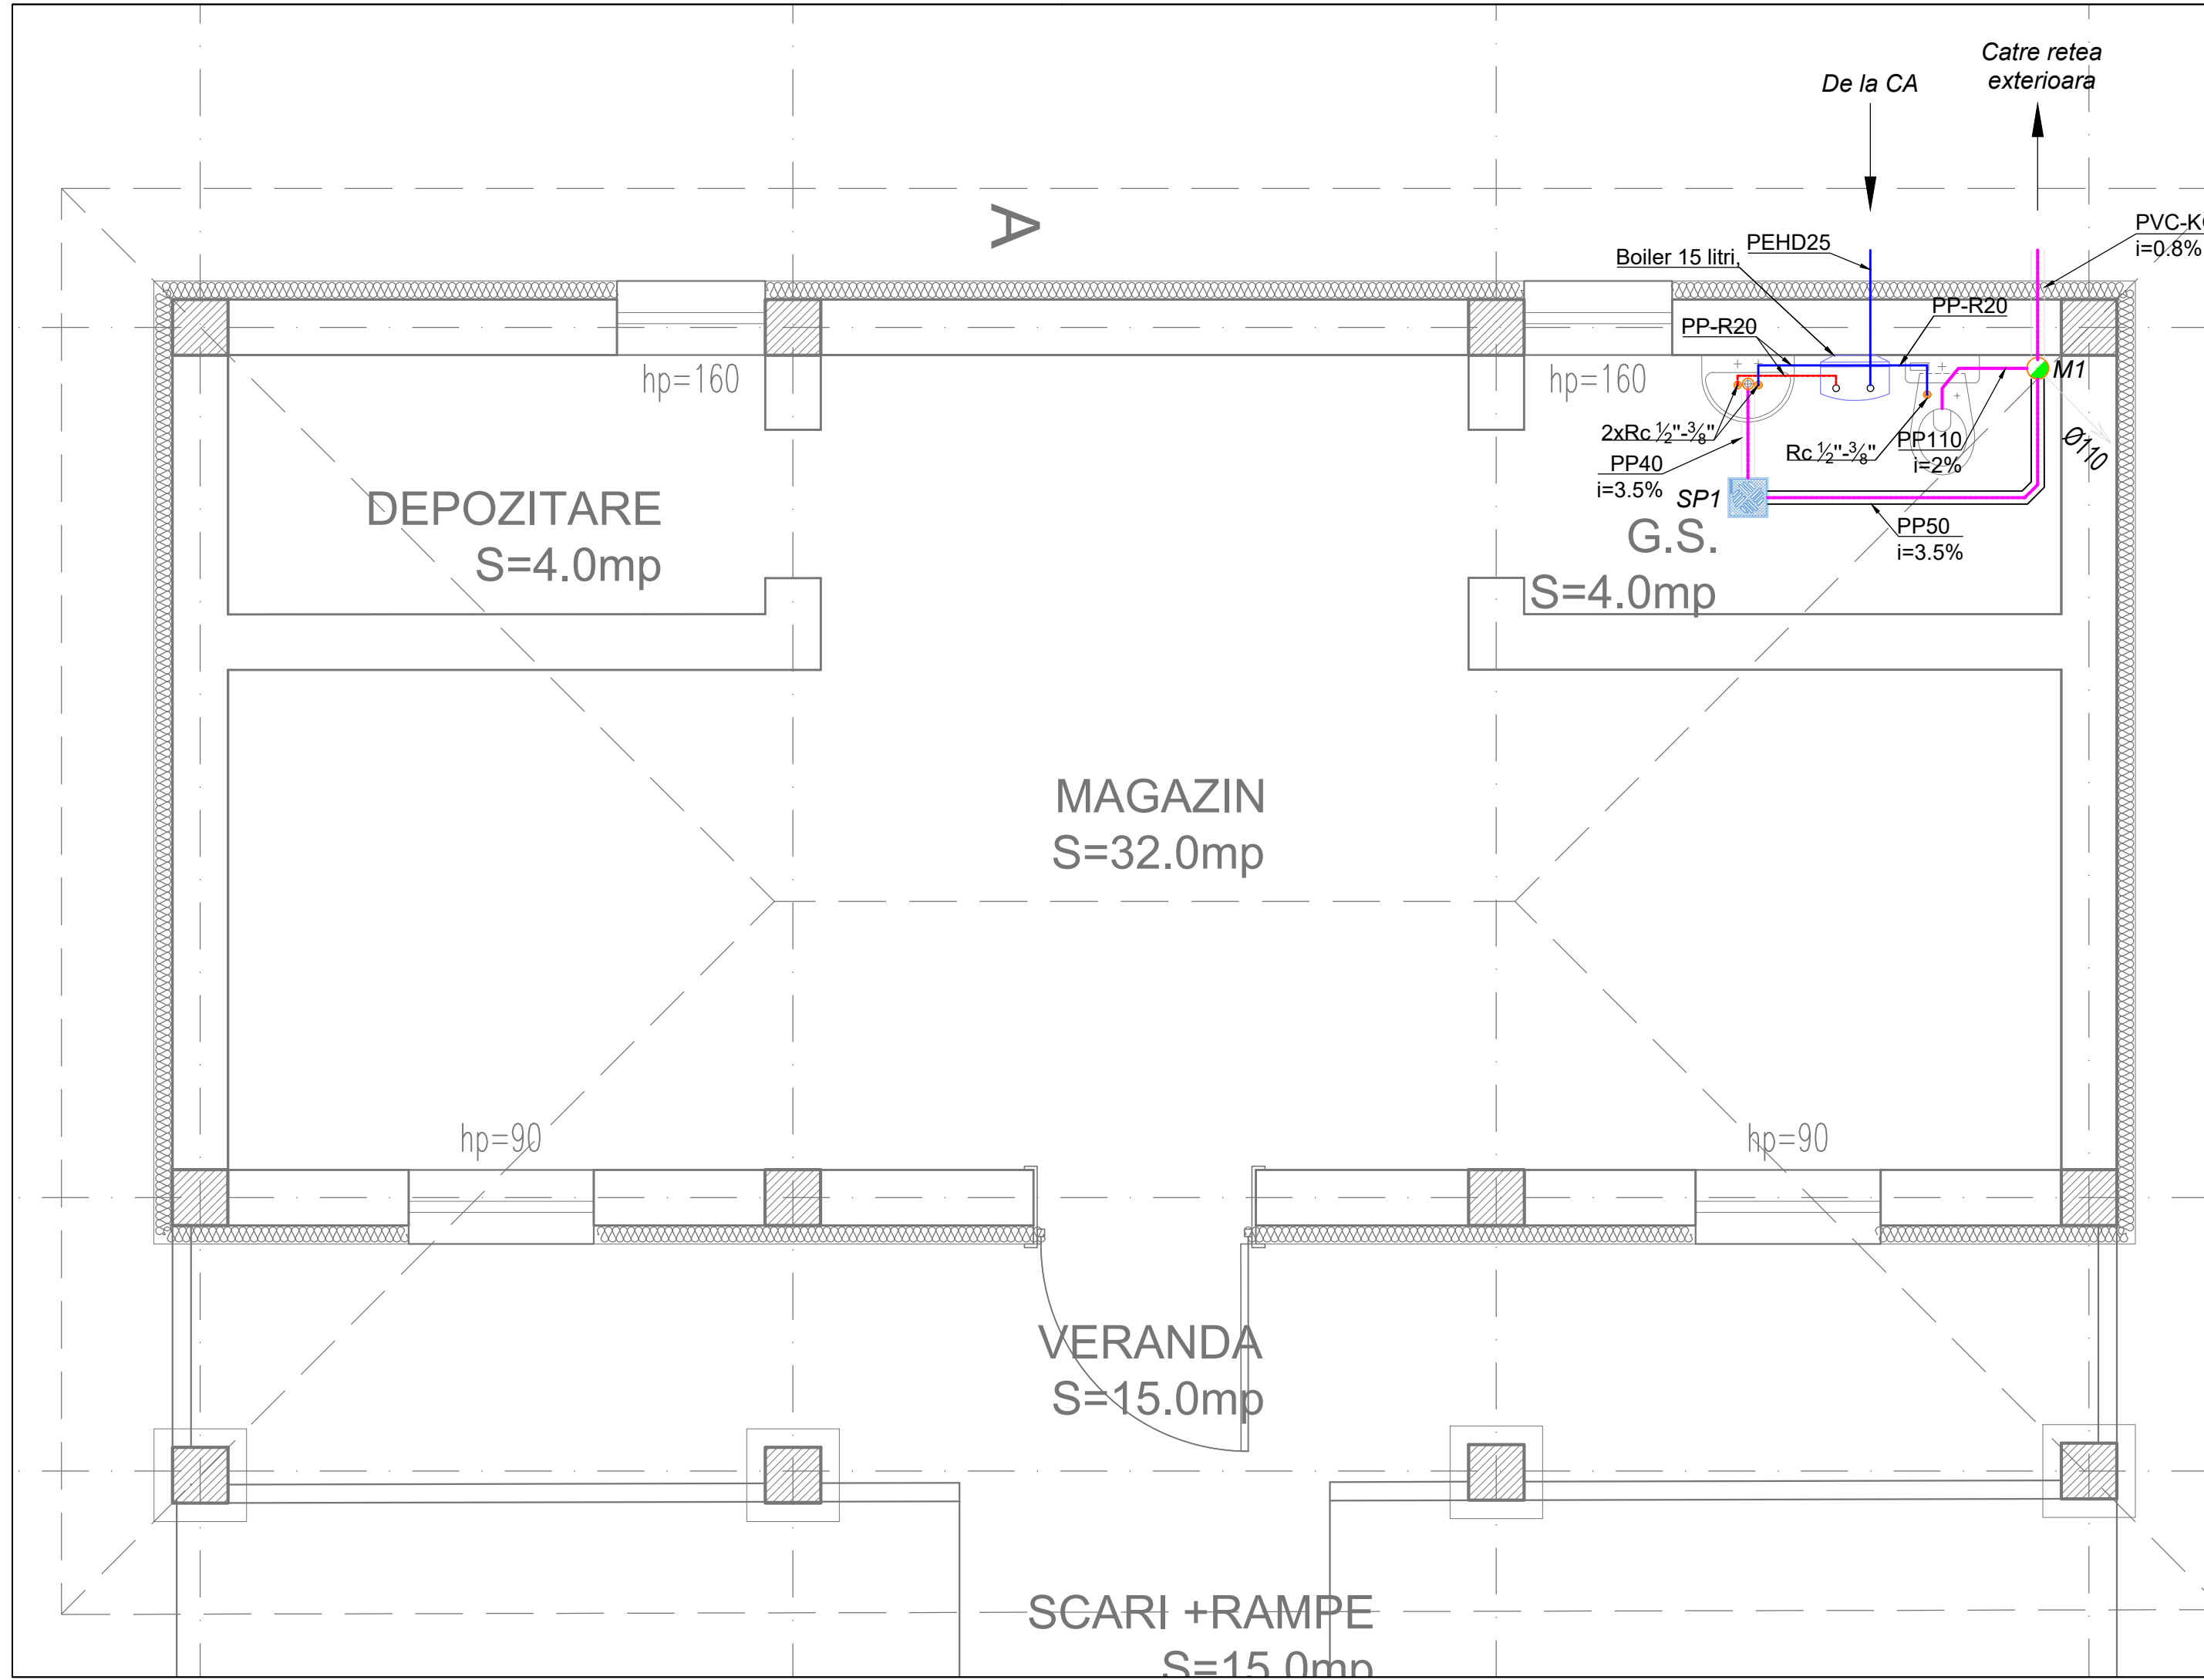 Catre retea
exterioara
De la CA
A
PVC-K
i=0.8%
PEHD25
Boiler 15 litri,
PP-R20
PP-R20
M1
hp=160
hp=160
2xRc ½"-⅜"
Rc ½"-⅜"
PP110
i=2%
Ø110
PP40
i=3.5%
SP1
PP50
i=3.5%
DEPOZITARE
S=4.0mp
G.S.
S=4.0mp
MAGAZIN
S=32.0mp
hp=90
hp=90
VERANDA
S=15.0mp
SCARI +RAMPE
S=15.0mp